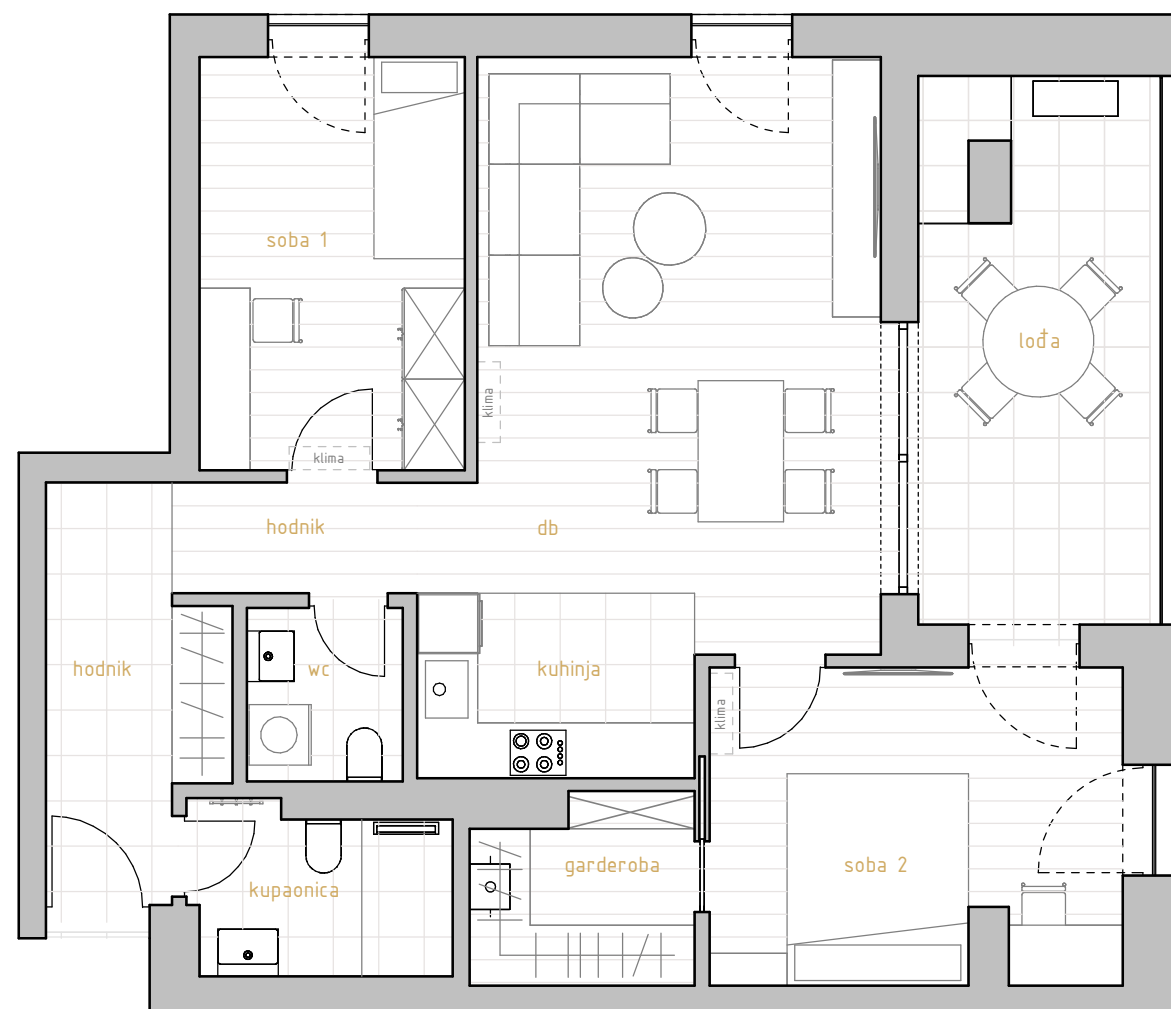 soba 1
lođa
klima
klima
hodnik
db
hodnik
wc
kuhinja
klima
garderoba
soba 2
kupaonica